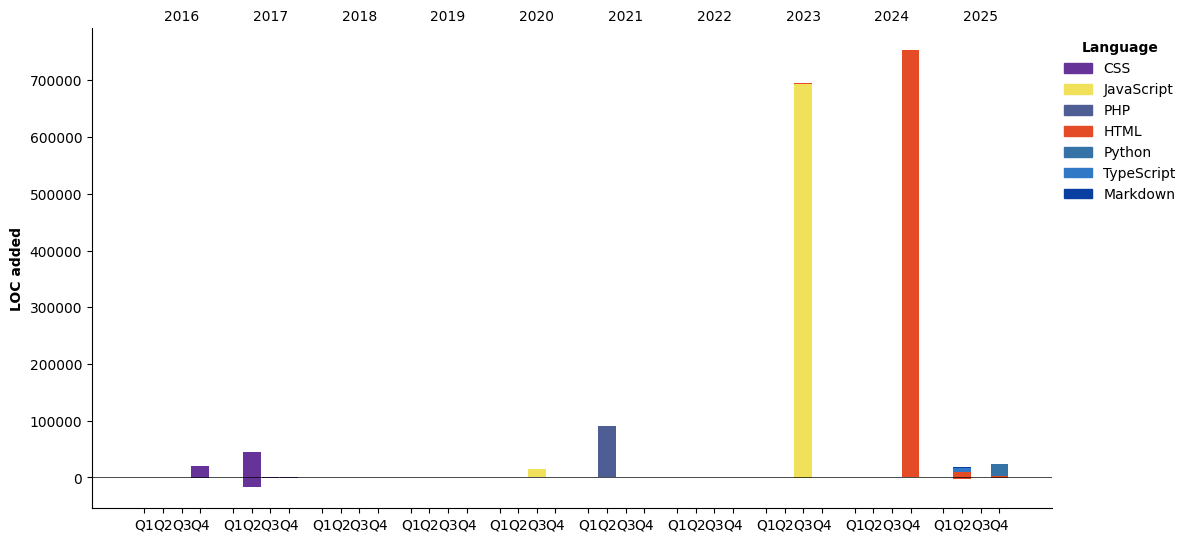 2016 2017 2018 2019 2020 2021 2022 2023 2024 2025
Language
CSS
JavaScript
PHP
HTML
Python
TypeScript
Markdown
LOC added
700000
600000
500000
400000
300000
200000
100000
0
Q1Q2Q3Q4 Q1Q2Q3Q4 Q1Q2Q3Q4 Q1Q2Q3Q4 Q1Q2Q3Q4 Q1Q2Q3Q4 Q1Q2Q3Q4 Q1Q2Q3Q4 Q1Q2Q3Q4 Q1Q2Q3Q4